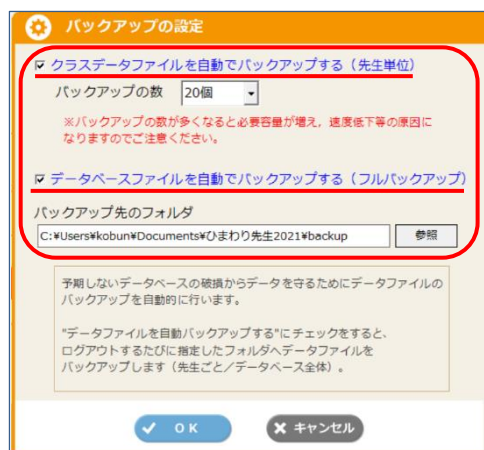 バックアップの設定
クラスデータファイルを自動でバックアップする（先生単位）
バックアップの数 20個
※バックアップの数が多くなると必要容量が増え，速度低下等の原因に
なりますのでご注意ください。
データベースファイルを自動でバックアップする（フルバックアップ）
バックアップ先のフォルダ
C:¥Users¥kobun¥Documents¥ひまわり先生2021¥backup 参照
予期しないデータベースの破損からデータを守るためにデータファイルの
バックアップを自動的に行います。
"データファイルを自動バックアップする"にチェックをすると、
ログアウトするたびに指定したフォルダへデータファイルを
バックアップします（先生ごと／データベース全体）。
OK キャンセル